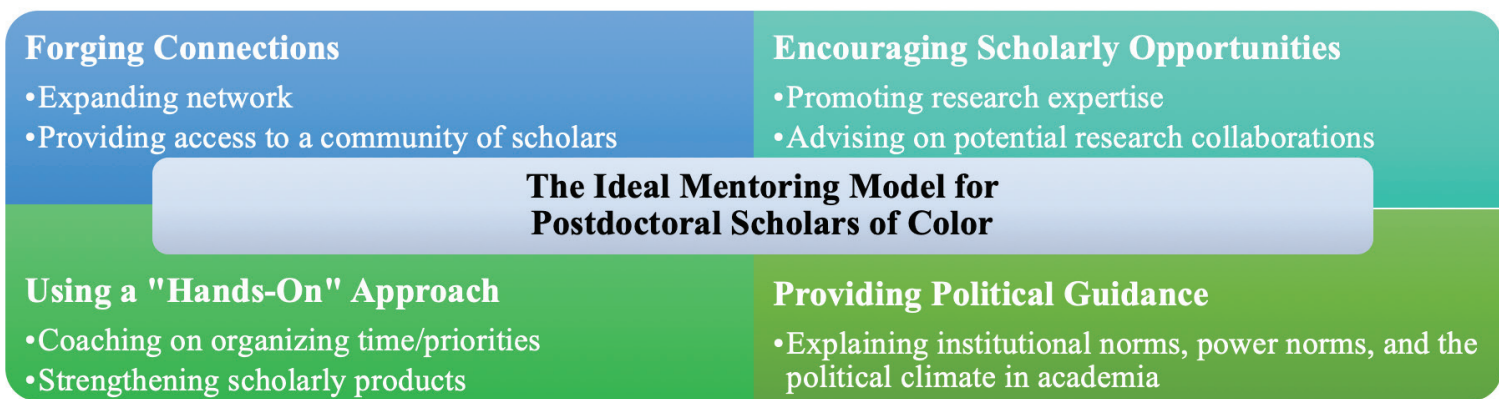 Forging Connections
•Expanding network
•Providing access to a community of scholars
Encouraging Scholarly Opportunities
•Promoting research expertise
•Advising on potential research collaborations
The Ideal Mentoring Model for
Postdoctoral Scholars of Color
Using a "Hands-On" Approach
•Coaching on organizing time/priorities
•Strengthening scholarly products
Providing Political Guidance
•Explaining institutional norms, power norms, and the
political climate in academia